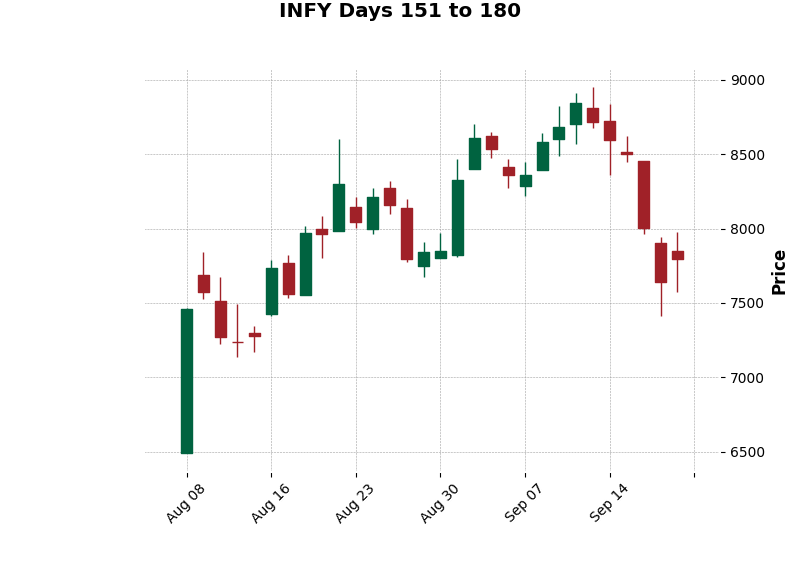 INFY Days 151 to 180
9000
8500
8000
7500
7000
6500
Price
Aug 08
Aug 16
Aug 23
Aug 30
Sep 07
Sep 14